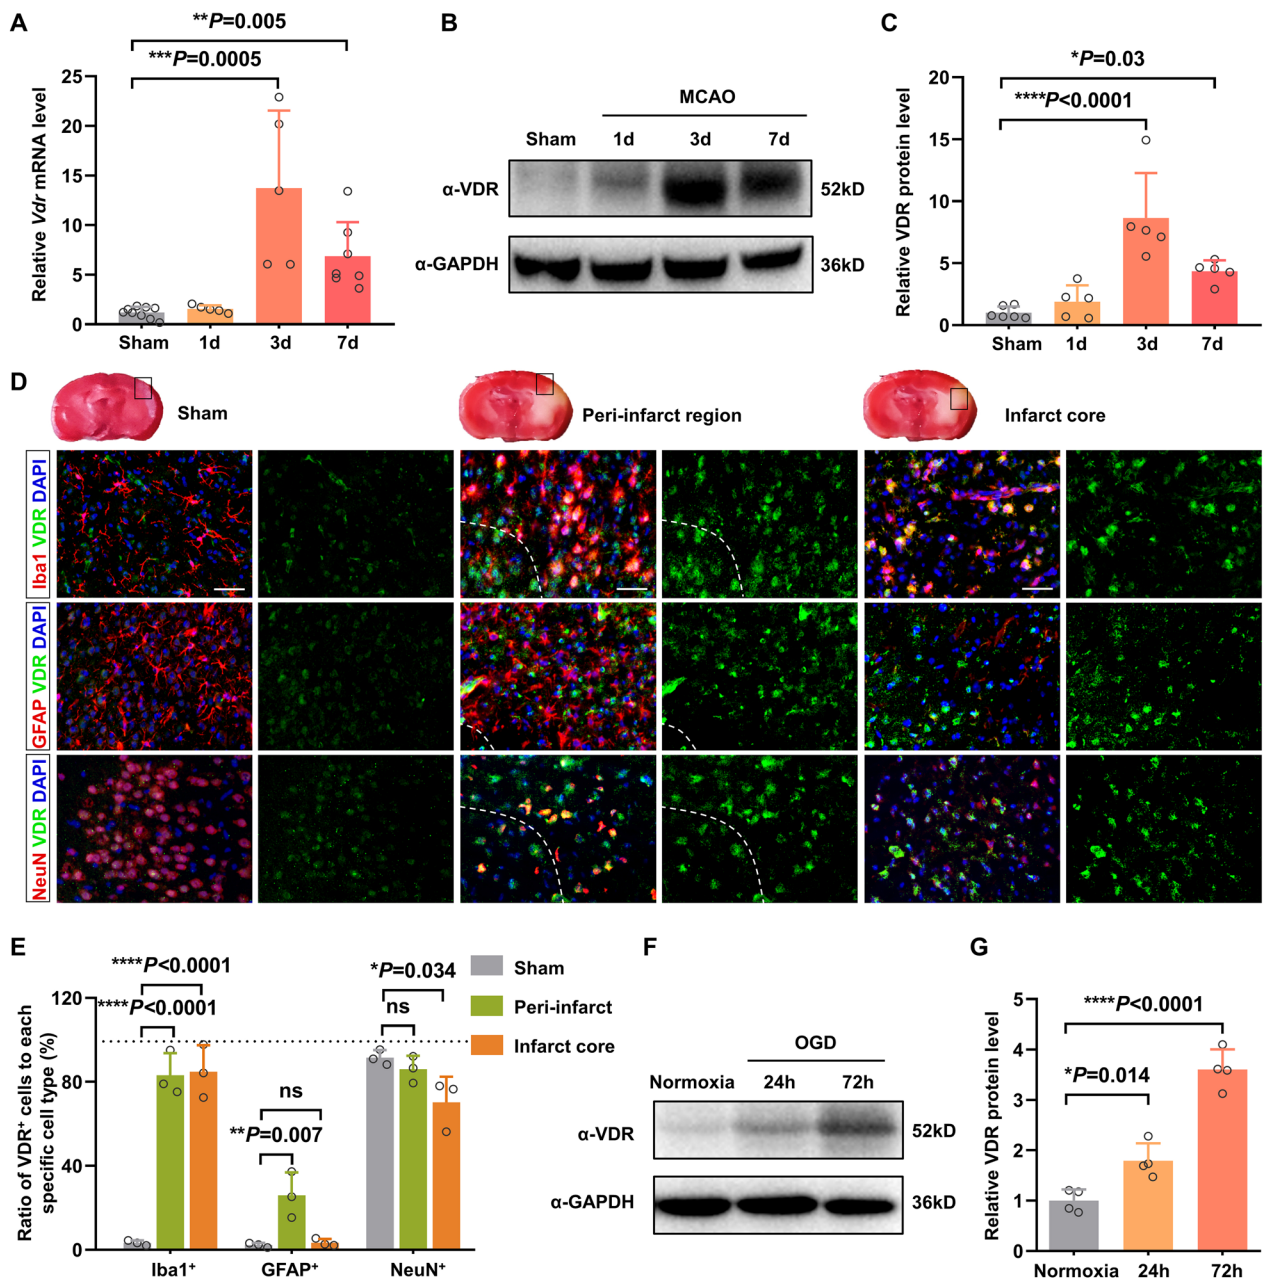 A
**P=0.005
***P=0.0005
Relative Vdr mRNA level
25
20
15
10
5
0
Sham
1d
3d
7d
B
MCAO
Sham
1d
3d
7d
α-VDR
52kD
α-GAPDH
36kD
C
*P=0.03
****P<0.0001
Relative VDR protein level
20
15
10
5
0
Sham
1d
3d
7d
D
Sham
Peri-infarct region
Infarct core
Iba1 VDR DAPI
GFAP VDR DAPI
NeuN VDR DAPI
E
****P<0.0001
****P<0.0001
ns
**P=0.007
*P=0.034
ns
Sham
Peri-infarct
Infarct core
Ratio of VDR⁺ cells to each
specific cell type (%)
120
80
40
0
Iba1⁺
GFAP⁺
NeuN⁺
F
OGD
Normoxia
24h
72h
α-VDR
52kD
α-GAPDH
36kD
G
****P<0.0001
*P=0.014
Relative VDR protein level
5
4
3
2
1
0
Normoxia
24h
72h